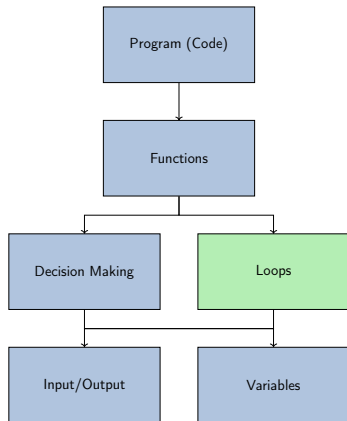 Program (Code)
Functions
Decision Making
Loops
Input/Output
Variables